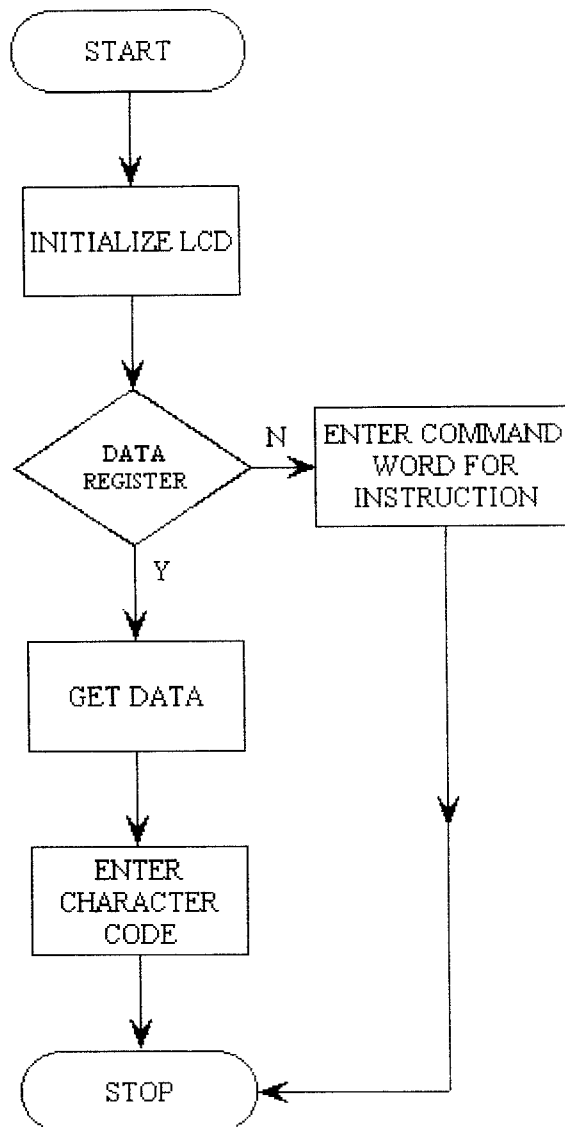 START
INITIALIZE LCD
DATA
REGISTER
N
ENTER COMMAND
WORD FOR
INSTRUCTION
Y
GET DATA
ENTER
CHARACTER
CODE
STOP